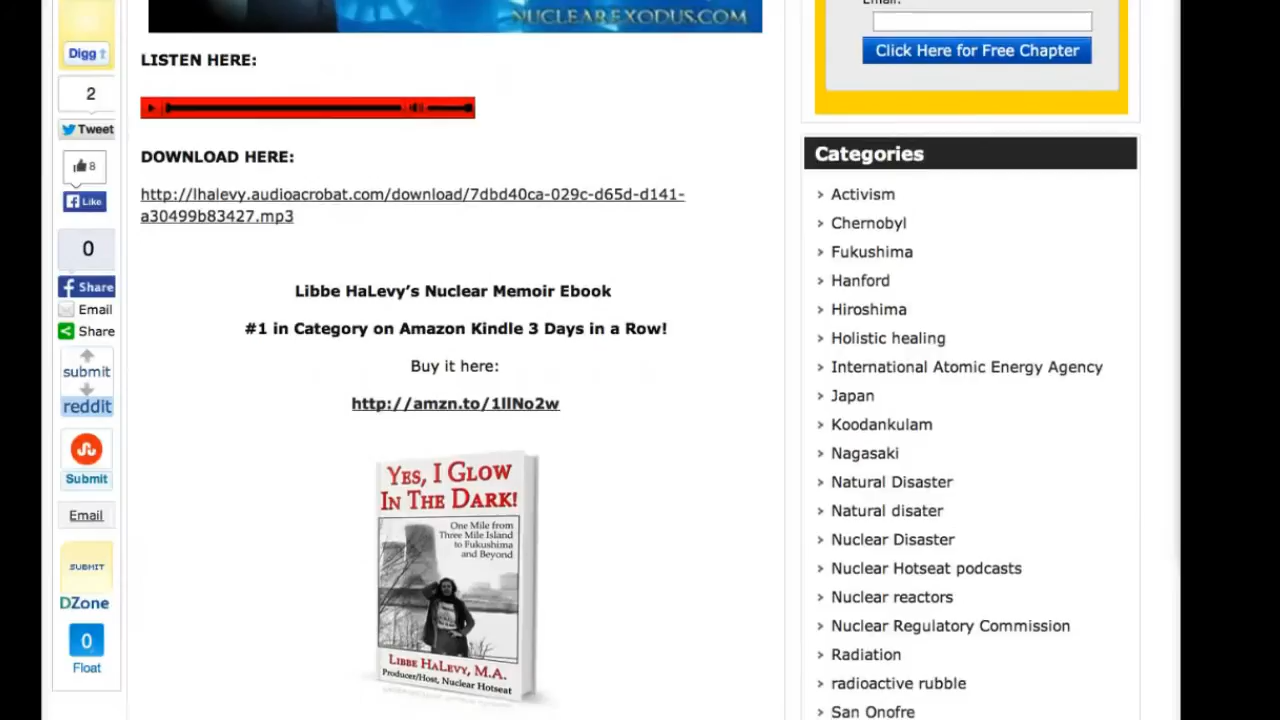 NUCLEAREXODUS.COM
Digg
2
Tweet
8
Like
0
Share
Email
Share
submit
reddit
Submit
Email
SUBMIT
DZone
0
Float
LISTEN HERE:
DOWNLOAD HERE:
http://lhalevy.audioacrobat.com/download/7dbd40ca-029c-d65d-d141-
a30499b83427.mp3
Libbe HaLevy’s Nuclear Memoir Ebook
#1 in Category on Amazon Kindle 3 Days in a Row!
Buy it here:
http://amzn.to/1llNo2w
YES, I GLOW
IN THE DARK!
One Mile from
Three Mile Island
to Fukushima
and Beyond
LIBBE HALEVY, M.A.
Producer/Host, Nuclear Hotseat
Email:
Click Here for Free Chapter
Categories
Activism
Chernobyl
Fukushima
Hanford
Hiroshima
Holistic healing
International Atomic Energy Agency
Japan
Koodankulam
Nagasaki
Natural Disaster
Natural disater
Nuclear Disaster
Nuclear Hotseat podcasts
Nuclear reactors
Nuclear Regulatory Commission
Radiation
radioactive rubble
San Onofre